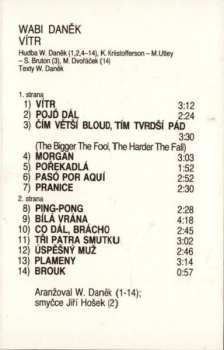 WABI DANĚK
VÍTR
Hudba W. Daněk (1,2,4–14), K. Kristofferson – M. Utley
– S. Bruton (3), M. Dvořáček (14)
Texty W. Daněk
1. strana
1) VÍTR 3:12
2) POJĎ DÁL 2:24
3) ČÍM VĚTŠÍ BLOUD, TÍM TVRDŠÍ PÁD
3:30
(The Bigger The Fool, The Harder The Fall)
4) MORGAN 3:03
5) POŘEKADLA 1:52
6) PASÓ POR AQUÍ 2:52
7) PRANICE 2:30
2. strana
8) PING-PONG 2:28
9) BÍLÁ VRÁNA 4:18
10) CO DÁL, BRÁCHO 2:45
11) TŘI PATRA SMUTKU 3:02
12) ÚSPĚŠNÝ MUŽ 2:46
13) PLAMENY 3:14
14) BROUK 0:57
Aranžoval W. Daněk (1-14);
smyčce Jiří Hošek (2)